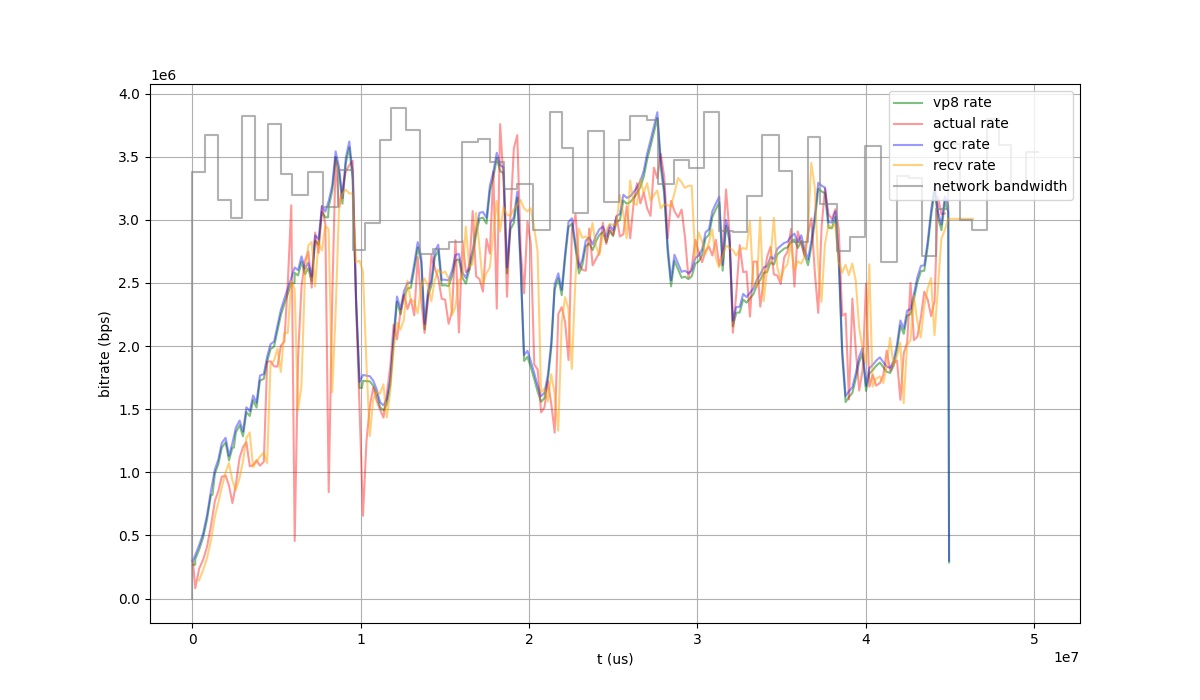 1e6
4.0
3.5
3.0
2.5
2.0
1.5
1.0
0.5
0.0
bitrate (bps)
vp8 rate
actual rate
gcc rate
recv rate
network bandwidth
0 1 2 3 4 5
t (us)
1e7